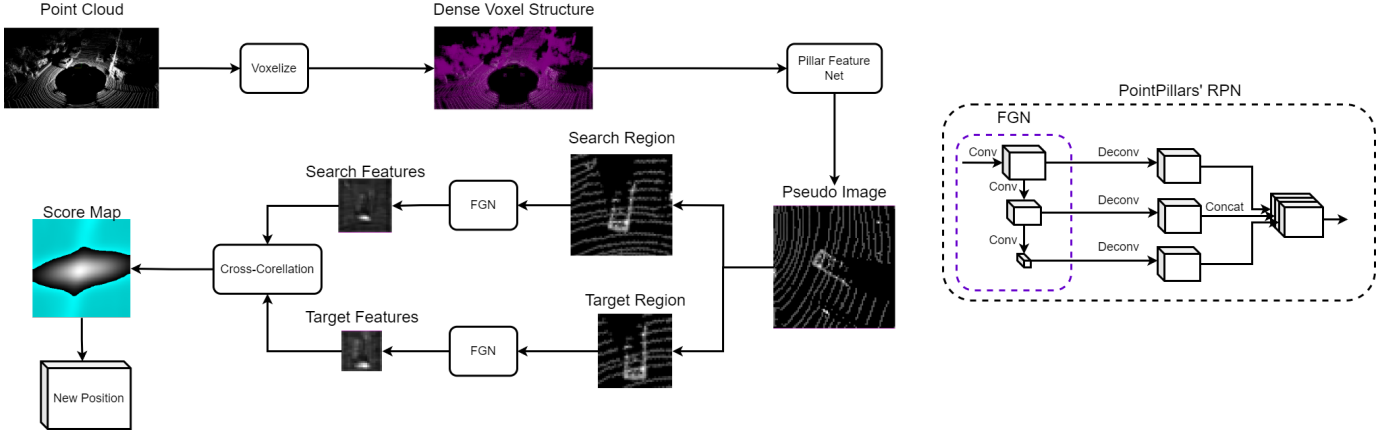 Point Cloud
Voxelize
Dense Voxel Structure
Pillar Feature
Net
Pseudo Image
Search Region
FGN
Search Features
Target Region
FGN
Target Features
Cross-Corellation
Score Map
New Position
PointPillars' RPN
FGN
Conv
Deconv
Conv
Deconv
Concat
Conv
Deconv